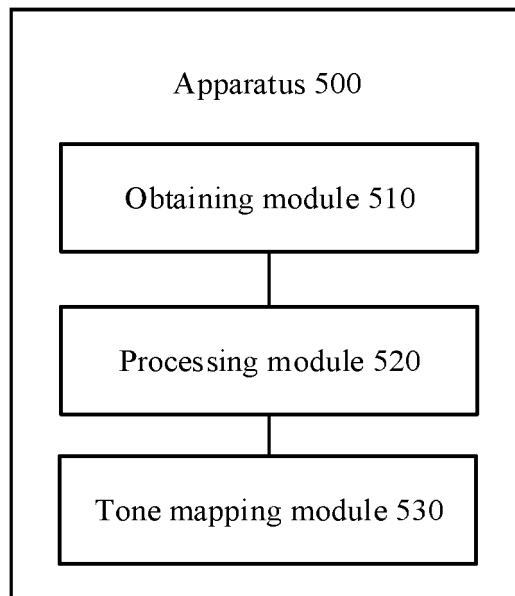 Apparatus 500
Obtaining module 510
Processing module 520
Tone mapping module 530